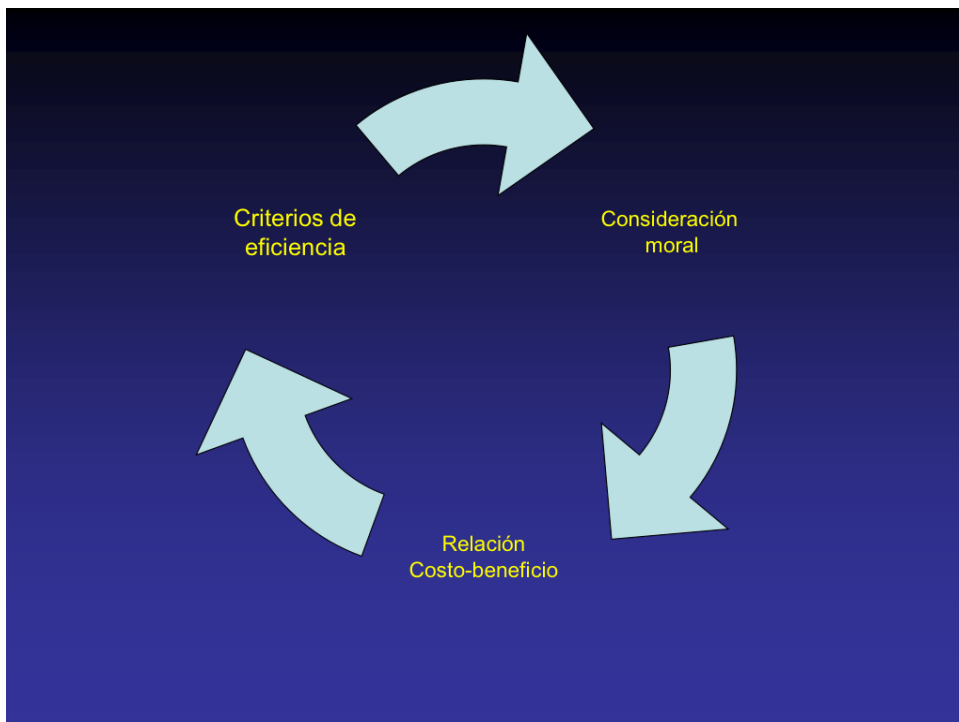 Criterios de
eficiencia
Consideración
moral
Relación
Costo-beneficio